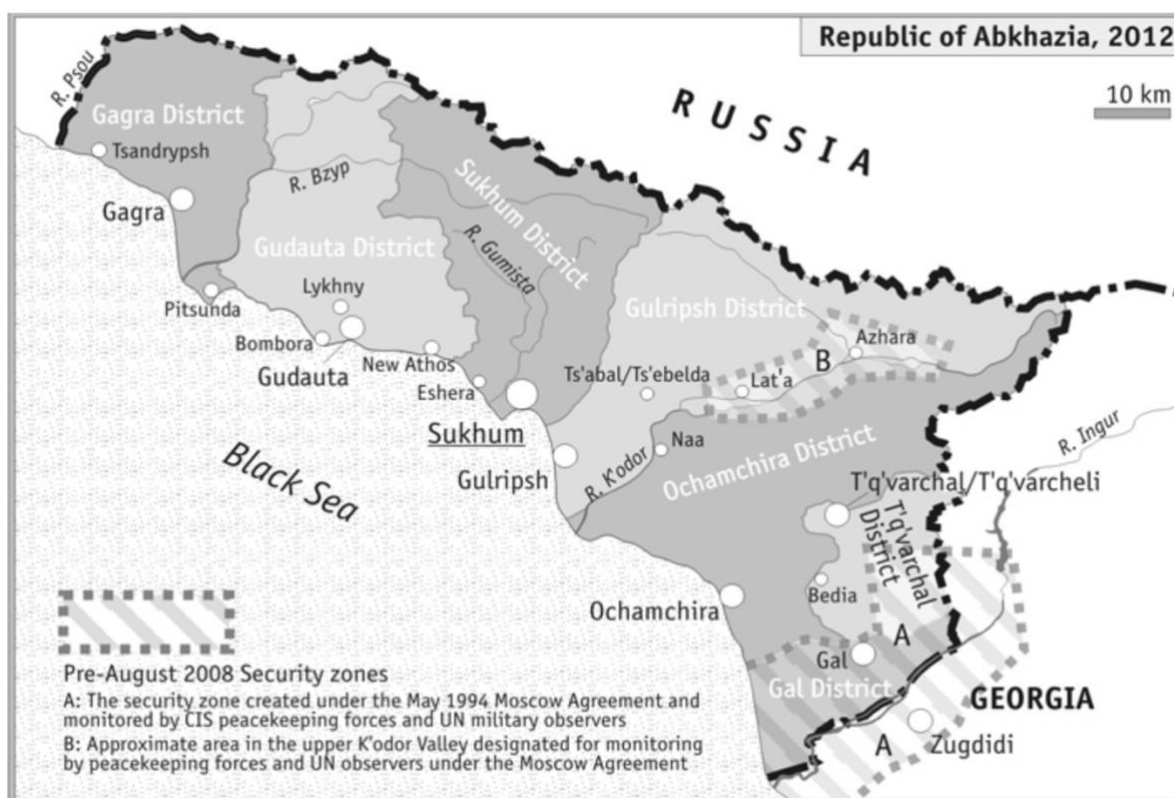 Republic of Abkhazia, 2012
10 km
RUSSIA
R. Psou
Gagra District
Tsandrypsh
Gagra
R. Bzyp
Sukhum District
Gudauta District
R. Gumista
Lykhny
Pitsunda
Gulripsh District
Bombora
Azhara
B
New Athos
Gudauta
Ts'abal/Ts'ebelda
Lat'a
Eshera
Sukhum
Naa
R. Ingur
Ochamchira District
Black Sea
Gulripsh
R. K'odor
T'q'varchal/T'q'varcheli
T'q'varchal
District
Ochamchira
Bedia
A
Gal
Gal District
GEORGIA
A
Zugdidi
Pre-August 2008 Security zones
A: The security zone created under the May 1994 Moscow Agreement and
monitored by CIS peacekeeping forces and UN military observers
B: Approximate area in the upper K'odor Valley designated for monitoring
by peacekeeping forces and UN observers under the Moscow Agreement